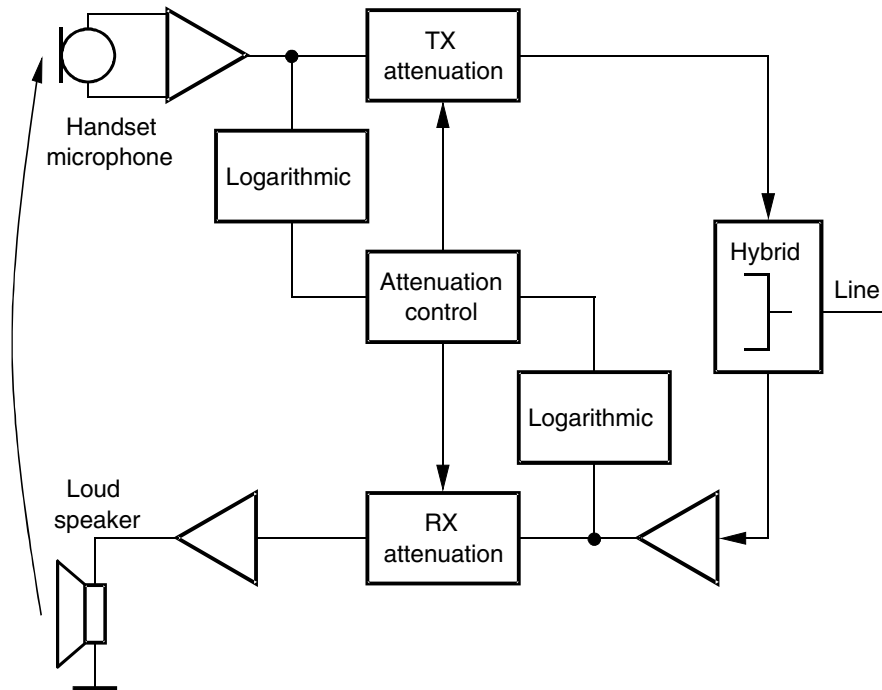 TX
attenuation
Handset
microphone
Logarithmic
Hybrid
Attenuation
control
Line
Logarithmic
Loud
speaker
RX
attenuation